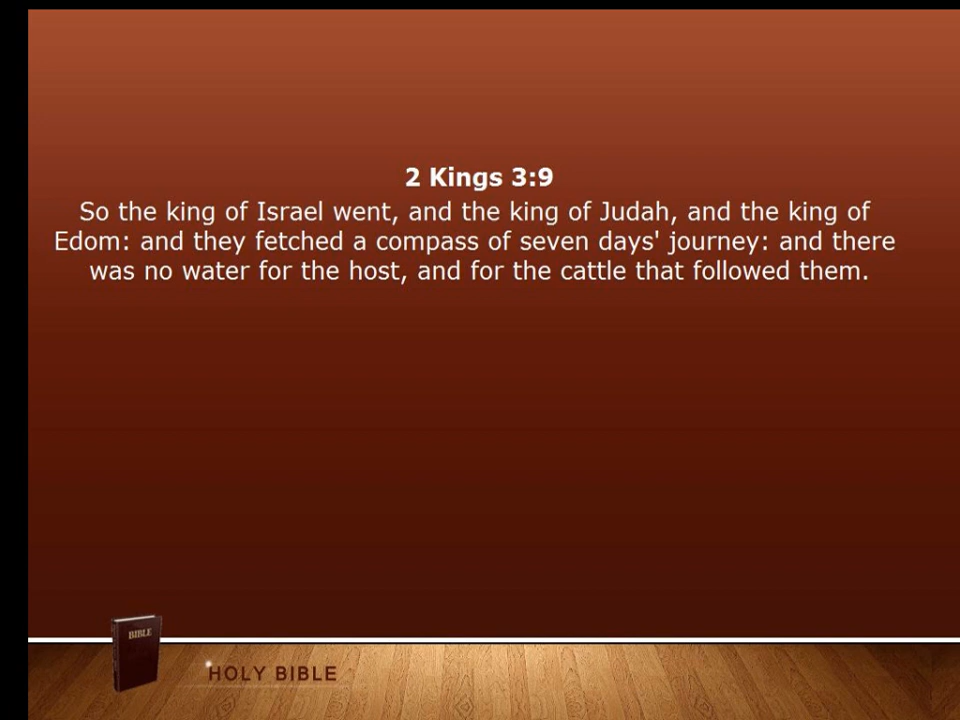 2 Kings 3:9
So the king of Israel went, and the king of Judah, and the king of
Edom: and they fetched a compass of seven days' journey: and there
was no water for the host, and for the cattle that followed them.
BIBLE
HOLY BIBLE